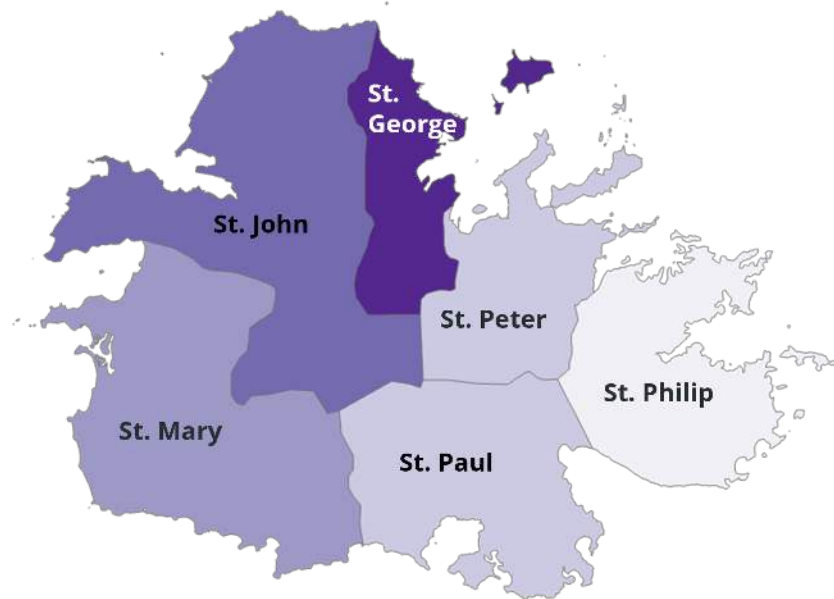 St.
George
St. John
St. Peter
St. Philip
St. Mary
St. Paul